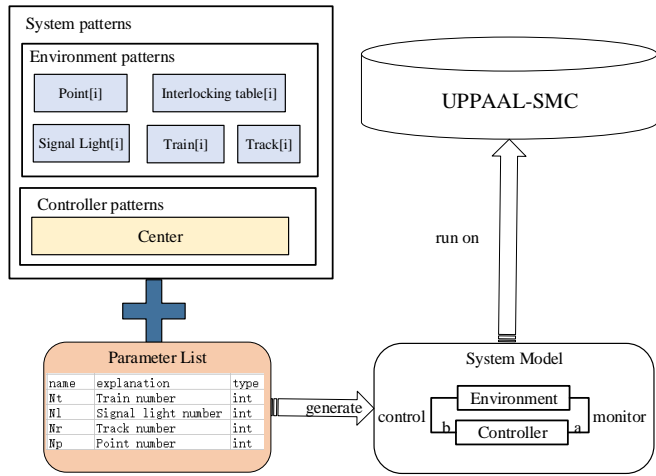 System patterns
Environment patterns
Point[i]
Interlocking table[i]
Signal Light[i]
Train[i]
Track[i]
Controller patterns
Center
UPPAAL-SMC
run on
Parameter List
name explanation type
Nt Train number int
Nl Signal light number int
Nr Track number int
Np Point number int
generate
System Model
Environment
control
monitor
b
a
Controller